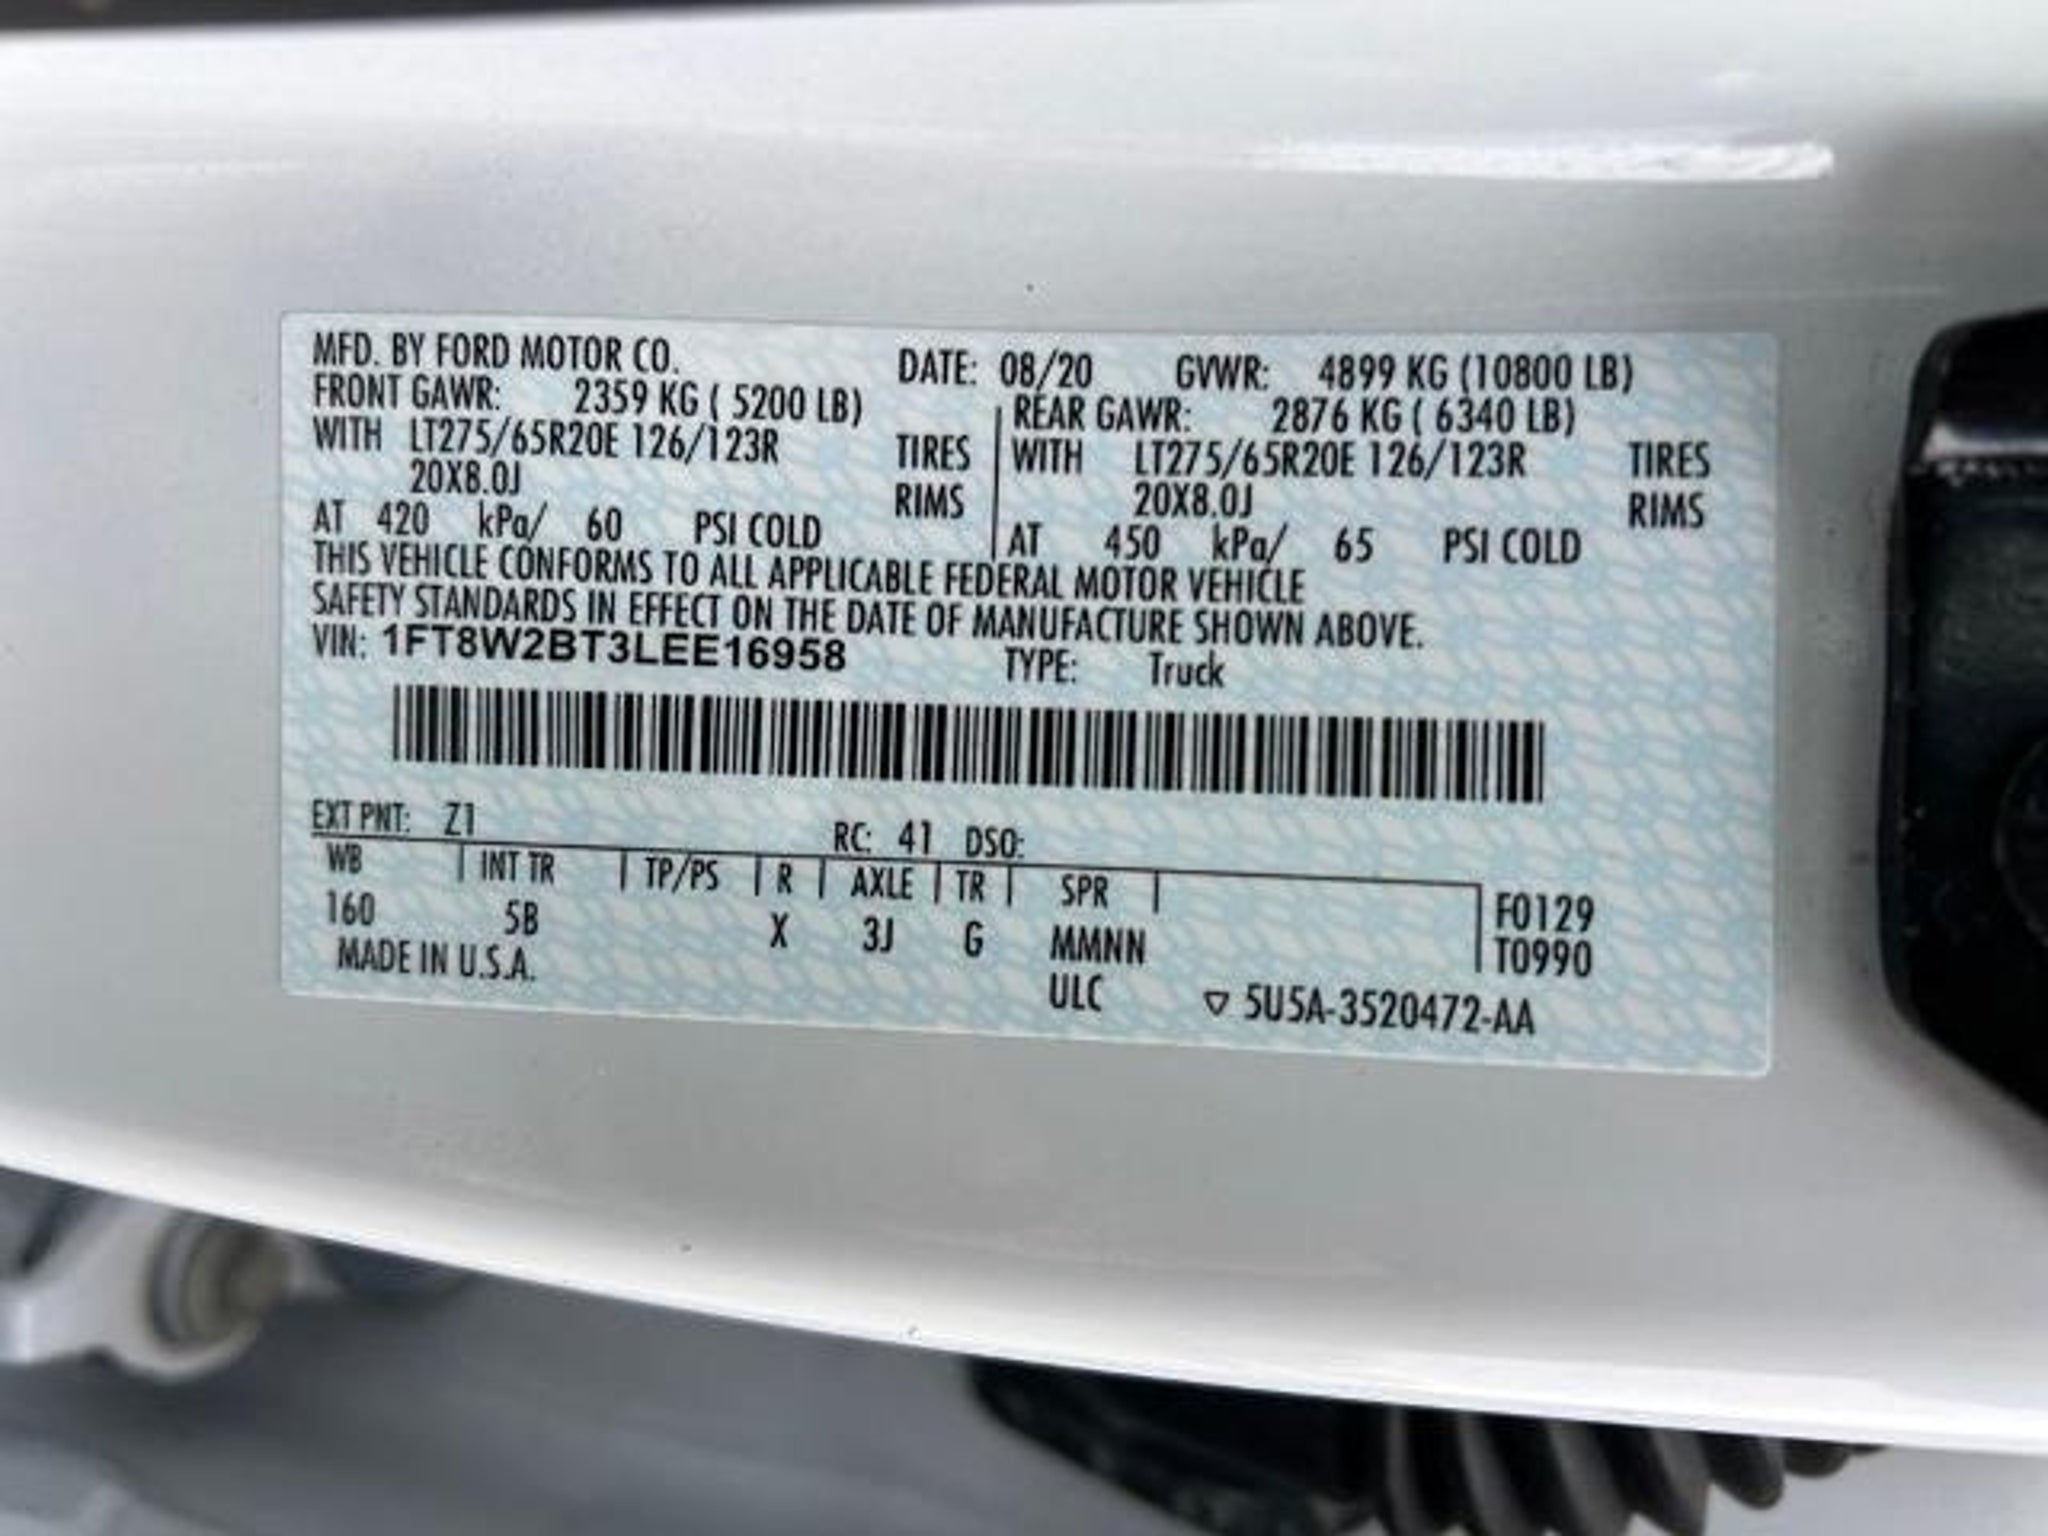 MFD. BY FORD MOTOR CO. DATE: 08/20 GVWR: 4899 KG (10800 LB)
FRONT GAWR: 2359 KG ( 5200 LB) REAR GAWR: 2876 KG ( 6340 LB)
WITH LT275/65R20E 126/123R TIRES WITH LT275/65R20E 126/123R TIRES
20X8.0J RIMS 20X8.0J RIMS
AT 420 kPa/ 60 PSI COLD AT 450 kPa/ 65 PSI COLD
THIS VEHICLE CONFORMS TO ALL APPLICABLE FEDERAL MOTOR VEHICLE
SAFETY STANDARDS IN EFFECT ON THE DATE OF MANUFACTURE SHOWN ABOVE.
VIN: 1FT8W2BT3LEE16958 TYPE: Truck
EXT PNT: Z1 RC: 41 DSO:
WB INT TR TP/PS R AXLE TR SPR
160 5B X 3J G MMNN F0129
MADE IN U.S.A. ULC T0990
▽ 5U5A-3520472-AA